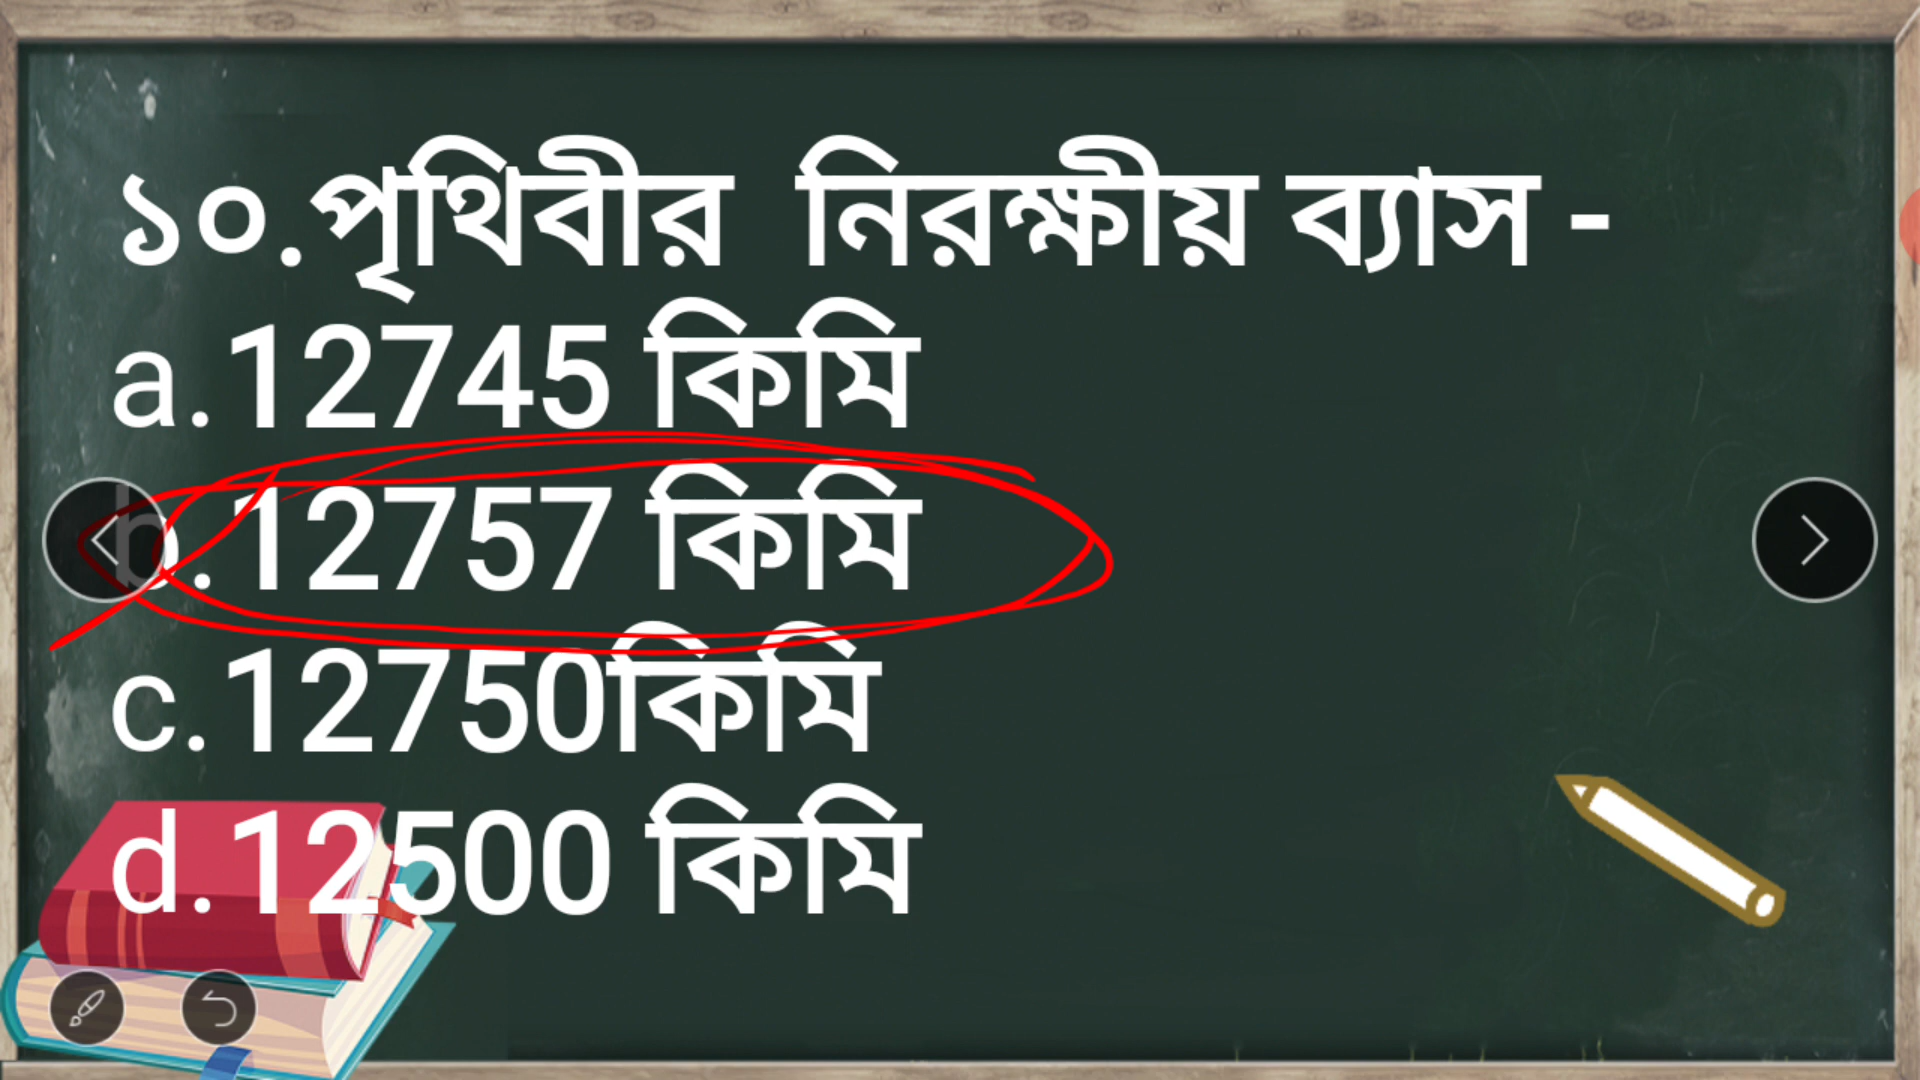 ১০.পৃথিবীর নিরক্ষীয় ব্যাস -
a.12745 কিমি
b.12757 কিমি
c.12750কিমি
d.12500 কিমি